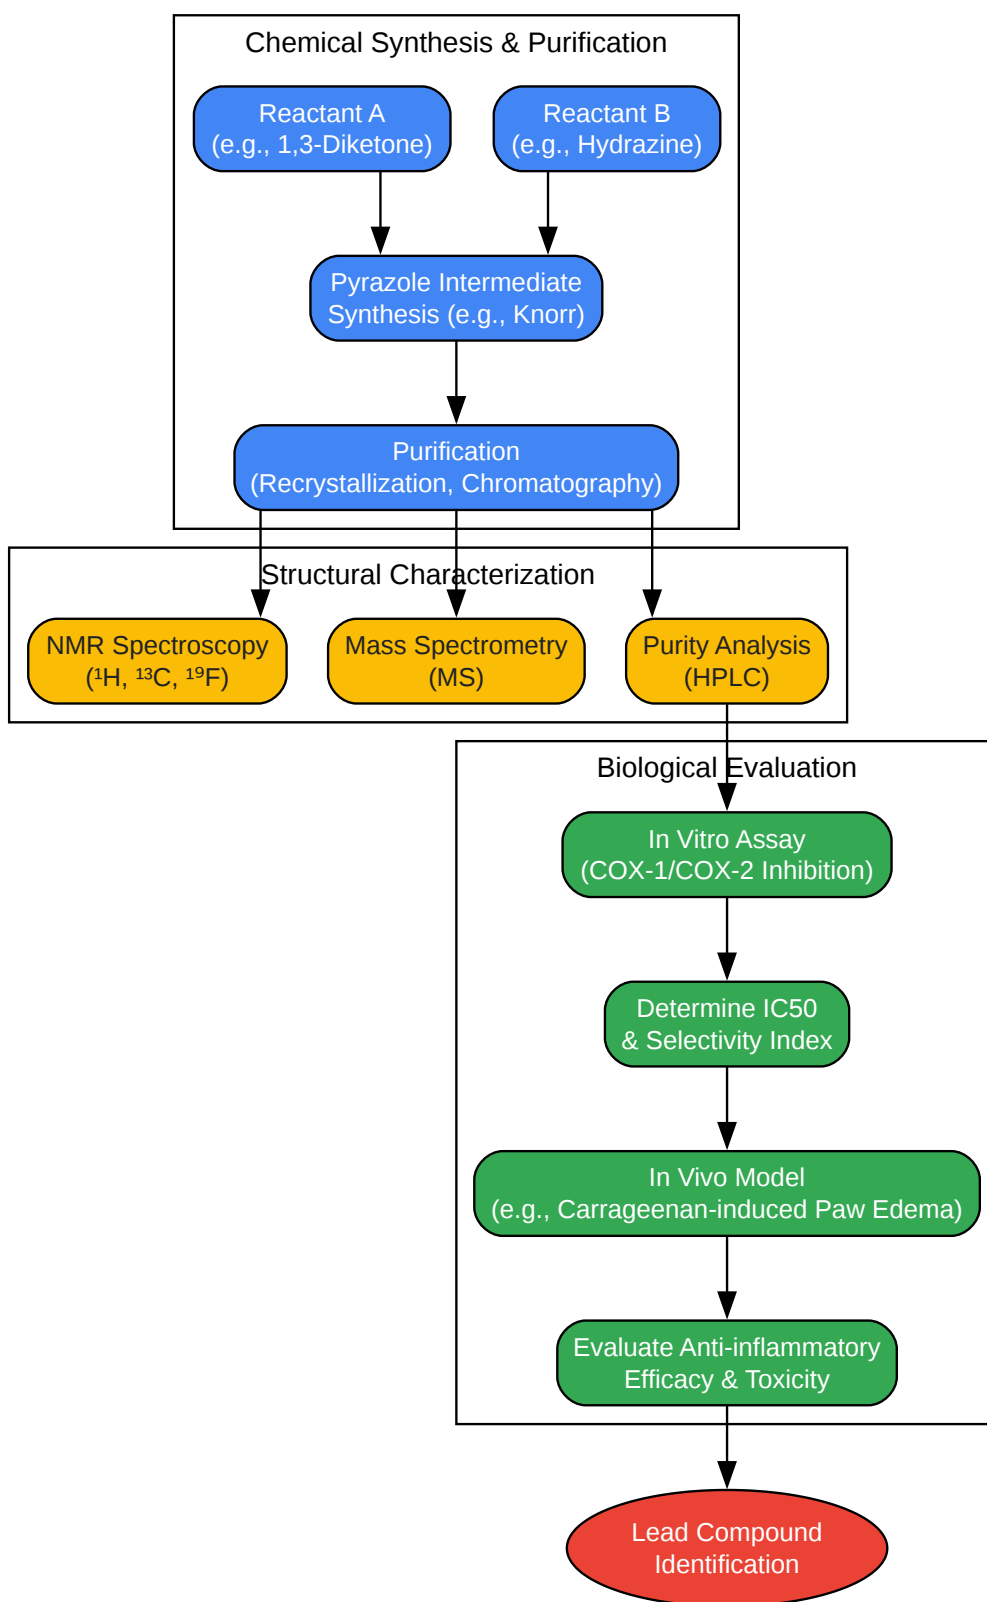 Chemical Synthesis & Purification
Reactant A
(e.g., 1,3-Diketone)
Reactant B
(e.g., Hydrazine)
Pyrazole Intermediate
Synthesis (e.g., Knorr)
Purification
(Recrystallization, Chromatography)
Structural Characterization
NMR Spectroscopy
(¹H, ¹³C, ¹⁹F)
Mass Spectrometry
(MS)
Purity Analysis
(HPLC)
Biological Evaluation
In Vitro Assay
(COX-1/COX-2 Inhibition)
Determine IC50
& Selectivity Index
In Vivo Model
(e.g., Carrageenan-induced Paw Edema)
Evaluate Anti-inflammatory
Efficacy & Toxicity
Lead Compound
Identification